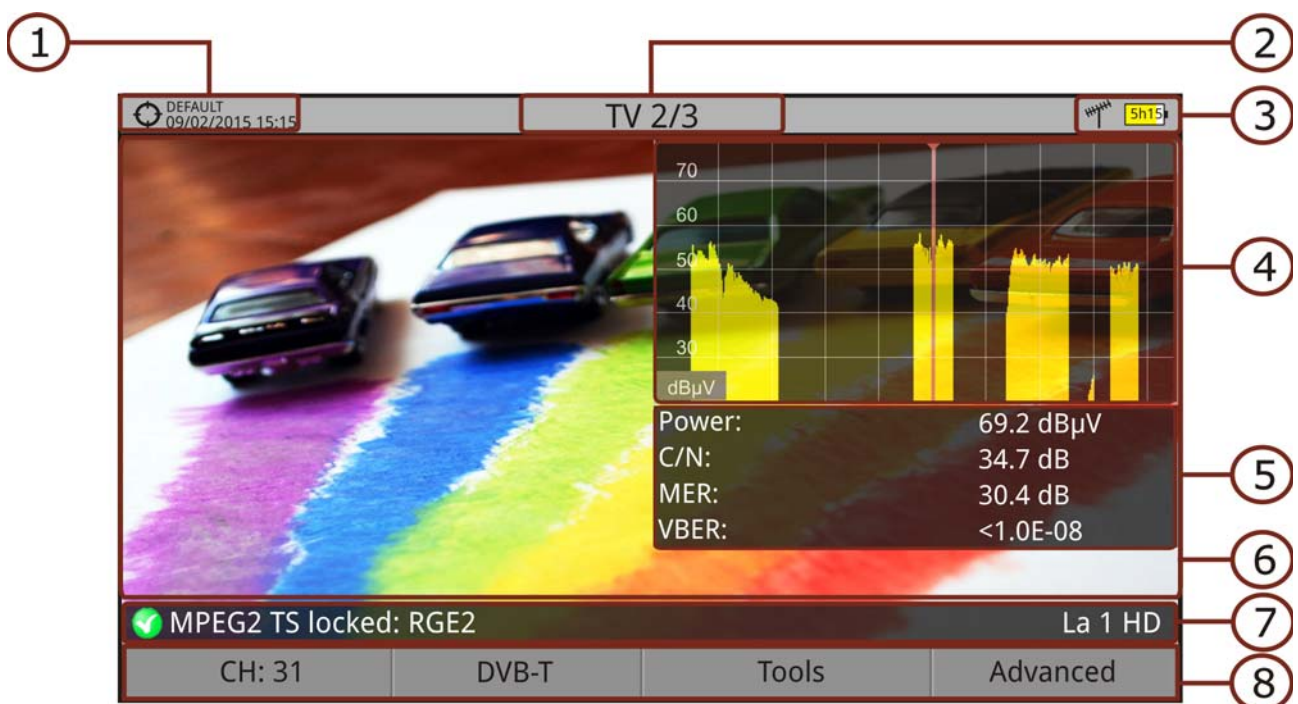 1
2
DEFAULT
09/02/2015 15:15
TV 2/3
5h15
3
70
60
50
40
30
dBµV
4
Power: 69.2 dBµV
C/N: 34.7 dB
MER: 30.4 dB
VBER: <1.0E-08
5
6
MPEG2 TS locked: RGE2 La 1 HD
7
CH: 31 DVB-T Tools Advanced
8